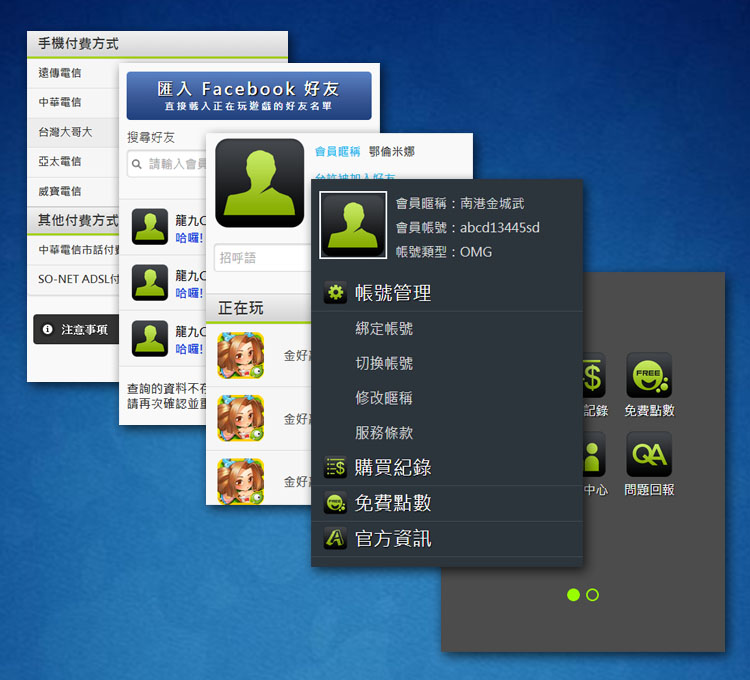 手機付費方式
遠傳電信
中華電信
台灣大哥大
亞太電信
威寶電信
其他付費方式
中華電信市話付費
SO-NET ADSL付
注意事項
匯入 Facebook 好友
直接載入正在玩遊戲的好友名單
搜尋好友
請輸入會員
龍九
哈囉!
龍九
哈囉!
龍九
哈囉!
查詢的資料不存
請再次確認並重
會員暱稱 鄂倫米娜
允許被加入好友
招呼語
正在玩
金好
金好
金好
會員暱稱：南港金城武
會員帳號：abcd13445sd
帳號類型：OMG
帳號管理
綁定帳號
切換帳號
修改暱稱
服務條款
購買紀錄
免費點數
官方資訊
$
FREE
記錄
免費點數
QA
中心
問題回報